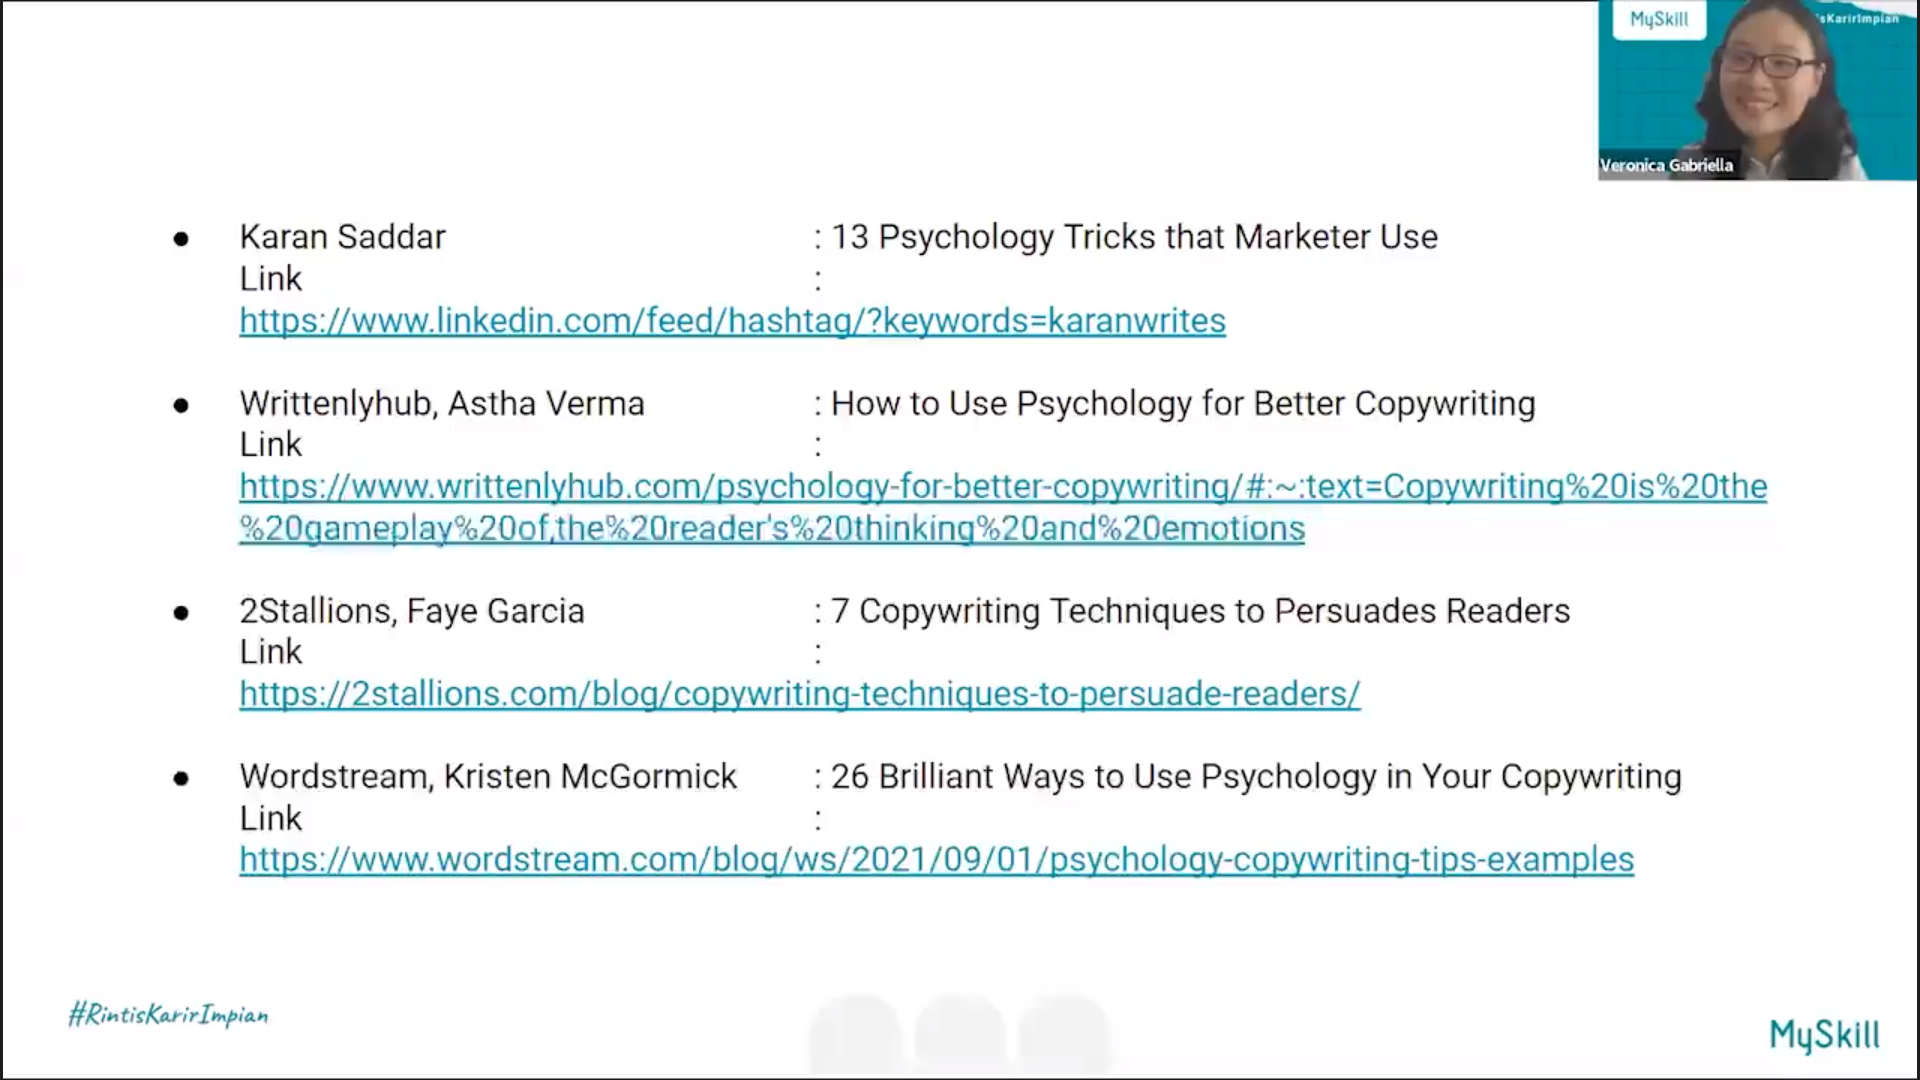 MySkill
sKarirImpian
Veronica Gabriella
● Karan Saddar : 13 Psychology Tricks that Marketer Use
Link :
https://www.linkedin.com/feed/hashtag/?keywords=karanwrites
● Writtenlyhub, Astha Verma : How to Use Psychology for Better Copywriting
Link :
https://www.writtenlyhub.com/psychology-for-better-copywriting/#:~:text=Copywriting%20is%20the
%20gameplay%20of,the%20reader's%20thinking%20and%20emotions
● 2Stallions, Faye Garcia : 7 Copywriting Techniques to Persuades Readers
Link :
https://2stallions.com/blog/copywriting-techniques-to-persuade-readers/
● Wordstream, Kristen McGormick : 26 Brilliant Ways to Use Psychology in Your Copywriting
Link :
https://www.wordstream.com/blog/ws/2021/09/01/psychology-copywriting-tips-examples
#RintisKarirImpian
MySkill